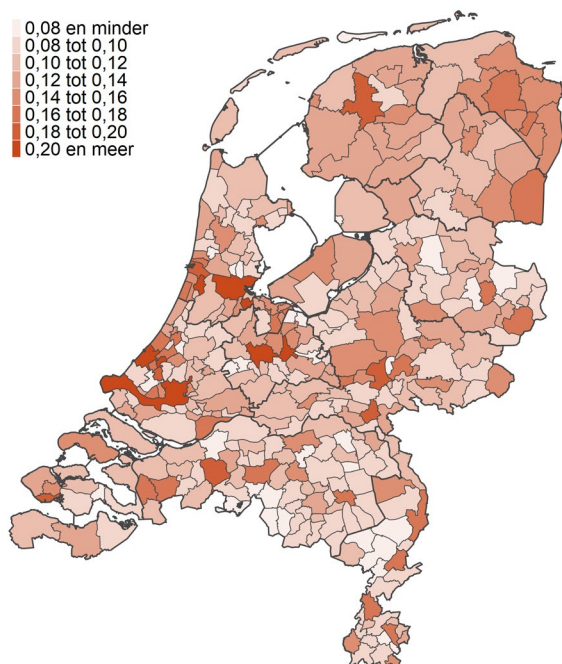 0,08 en minder
0,08 tot 0,10
0,10 tot 0,12
0,12 tot 0,14
0,14 tot 0,16
0,16 tot 0,18
0,18 tot 0,20
0,20 en meer